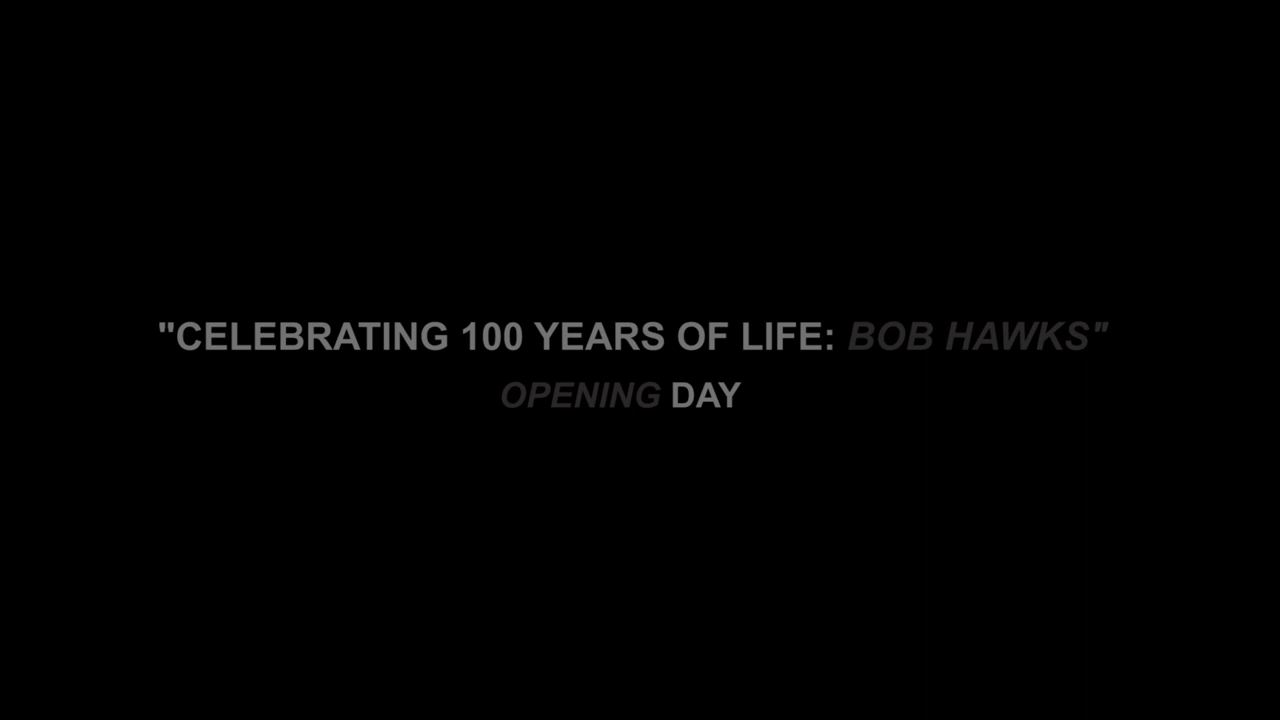 "CELEBRATING 100 YEARS OF LIFE: BOB HAWKS"
OPENING DAY